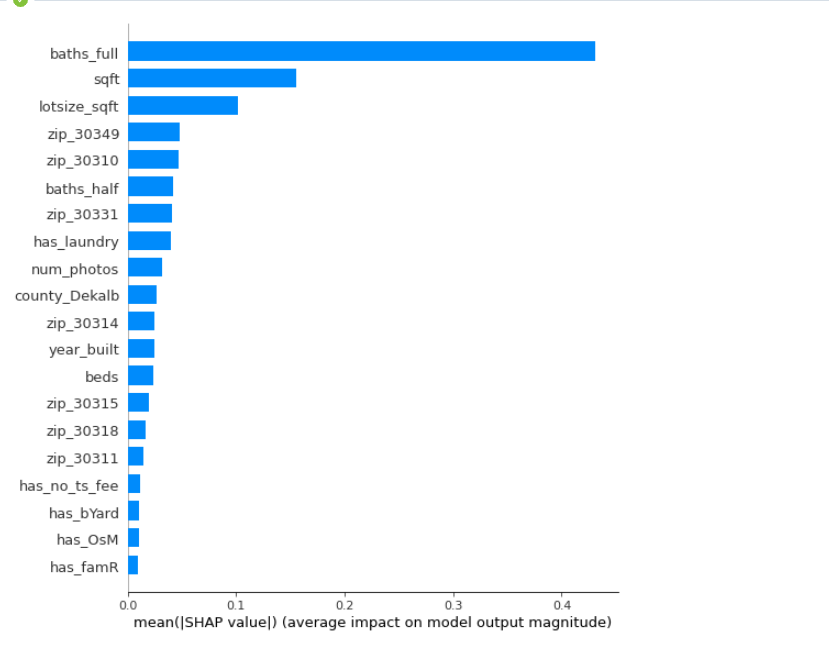 baths_full
sqft
lotsize_sqft
zip_30349
zip_30310
baths_half
zip_30331
has_laundry
num_photos
county_Dekalb
zip_30314
year_built
beds
zip_30315
zip_30318
zip_30311
has_no_ts_fee
has_bYard
has_OsM
has_famR
0.0 0.1 0.2 0.3 0.4
mean(|SHAP value|) (average impact on model output magnitude)